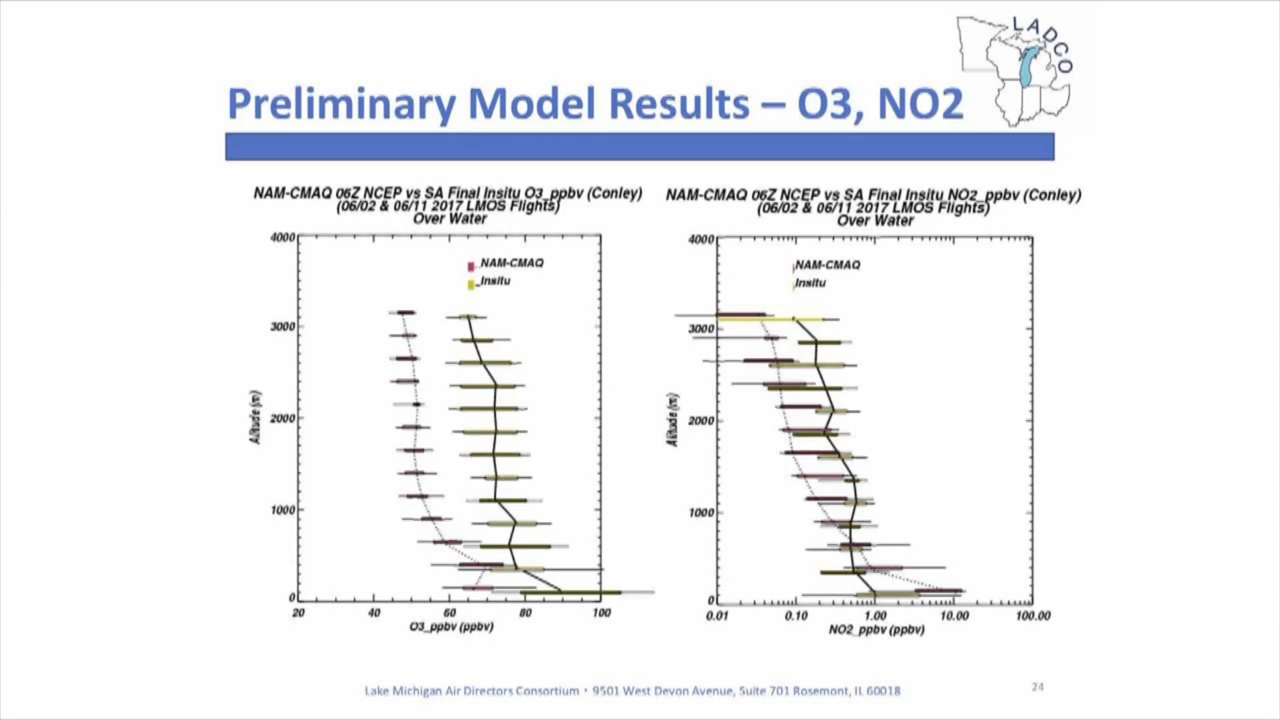 LADCO
Preliminary Model Results – O3, NO2
NAM-CMAQ 06Z NCEP vs SA Final Insitu O3_ppbv (Conley)
(06/02 & 06/11 2017 LMOS Flights)
Over Water
4000
3000
2000
1000
0
Altitude (m)
NAM-CMAQ
Insitu
20 40 60 80 100
O3_ppbv (ppbv)
NAM-CMAQ 06Z NCEP vs SA Final Insitu NO2_ppbv (Conley)
(06/02 & 06/11 2017 LMOS Flights)
Over Water
4000
3000
2000
1000
0
Altitude (m)
NAM-CMAQ
Insitu
0.01 0.10 1.00 10.00 100.00
NO2_ppbv (ppbv)
Lake Michigan Air Directors Consortium • 9501 West Devon Avenue, Suite 701 Rosemont, IL 60018
24